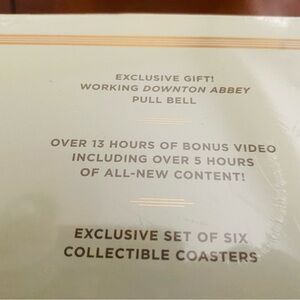 EXCLUSIVE GIFT!
WORKING DOWNTON ABBEY
PULL BELL
OVER 13 HOURS OF BONUS VIDEO
INCLUDING OVER 5 HOURS
OF ALL-NEW CONTENT!
EXCLUSIVE SET OF SIX
COLLECTIBLE COASTERS